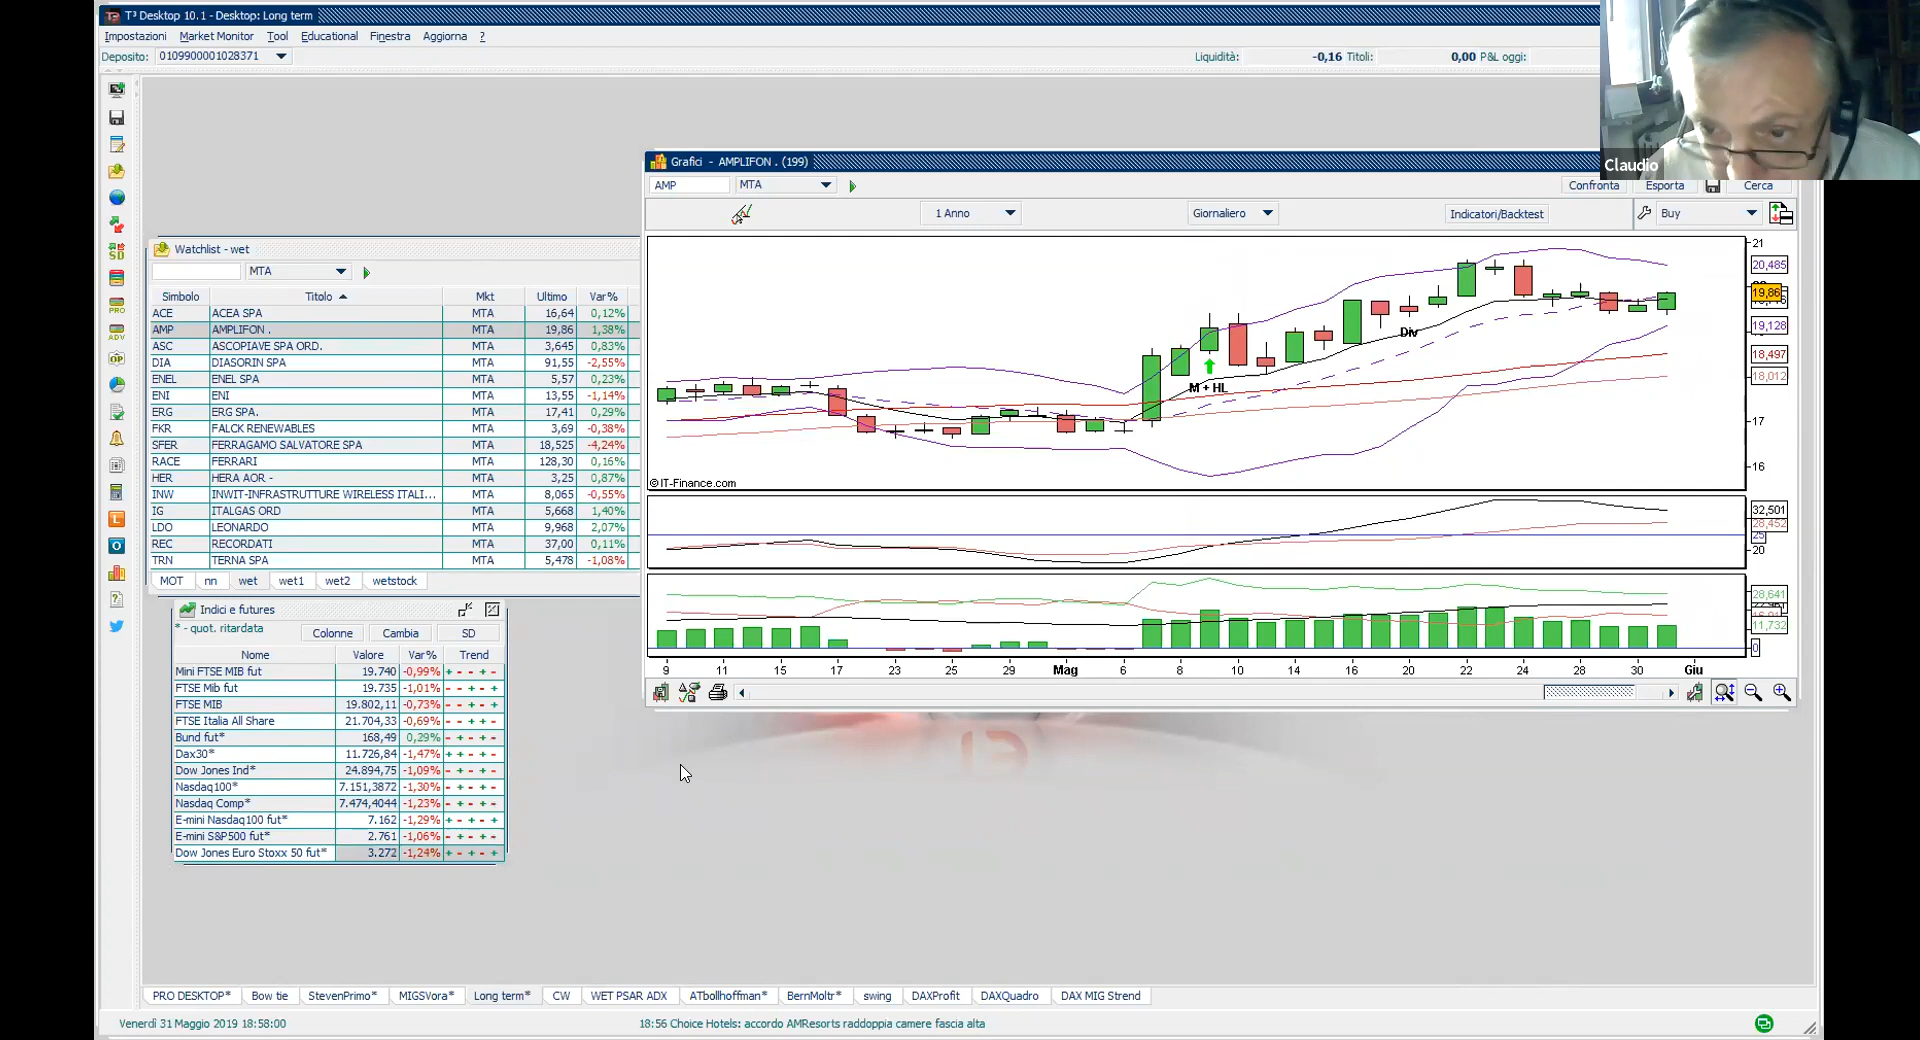 T³ Desktop 10.1 - Desktop: Long term
Impostazioni Market Monitor Tool Educational Finestra Aggiorna ?
Deposito: 0109900001028371 Liquidità: -0,16 Titoli: 0,00 P&L oggi:
Claudio
Grafici - AMPLIFON . (199)
AMP MTA Confronta Esporta Cerca
1 Anno Giornaliero Indicatori/Backtest Buy
Watchlist - wet
MTA
Simbolo Titolo Mkt Ultimo Var%
ACE ACEA SPA MTA 16,64 0,12%
AMP AMPLIFON . MTA 19,86 1,38%
ASC ASCOPIAVE SPA ORD. MTA 3,645 0,83%
DIA DIASORIN SPA MTA 91,55 -2,55%
ENEL ENEL SPA MTA 5,57 0,23%
ENI ENI MTA 13,55 -1,14%
ERG ERG SPA. MTA 17,41 0,29%
FKR FALCK RENEWABLES MTA 3,69 -0,38%
SFER FERRAGAMO SALVATORE SPA MTA 18,525 -4,24%
RACE FERRARI MTA 128,30 0,16%
HER HERA AOR - MTA 3,25 0,87%
INW INWIT-INFRASTRUTTURE WIRELESS ITALI... MTA 8,065 -0,55%
IG ITALGAS ORD MTA 5,668 1,40%
LDO LEONARDO MTA 9,968 2,07%
REC RECORDATI MTA 37,00 0,11%
TRN TERNA SPA MTA 5,478 -1,08%
MOT nn wet wet1 wet2 wetstock
SD
PRO
ADV
OP
L
O
21
20,485
19,86
19,128
18,497
18,012
17
16
Div
M + HL
© IT-Finance.com
32,501
28,452
25
20
28,641
11,732
0
9 11 15 17 23 25 29 Mag 6 8 10 14 16 20 22 24 28 30 Giu
Indici e futures
* - quot. ritardata Colonne Cambia SD
Nome Valore Var% Trend
Mini FTSE MIB fut 19.740 -0,99% + - - -
FTSE Mib fut 19.735 -1,01% - - - +
FTSE MIB 19.802,11 -0,73% - + - +
FTSE Italia All Share 21.704,33 -0,69% - + - +
Bund fut* 168,49 0,29% - + + -
Dax30* 11.726,84 -1,47% + + - -
Dow Jones Ind* 24.894,75 -1,09% - + - -
Nasdaq100* 7.151,3872 -1,30% - + + -
Nasdaq Comp* 7.474,4044 -1,23% - + + -
E-mini Nasdaq100 fut* 7.162 -1,29% + - + -
E-mini S&P500 fut* 2.761 -1,06% - + - -
Dow Jones Euro Stoxx 50 fut* 3.272 -1,24% + - - +
PRO DESKTOP* Bow tie StevenPrimo* MIGSVora* Long term* CW WET PSAR ADX ATbollhoffman* BernMoltr* swing DAXProfit DAXQuadro DAX MIG Strend
Venerdì 31 Maggio 2019 18:58:00 18:56 Choice Hotels: accordo AMResorts raddoppia camere fascia alta